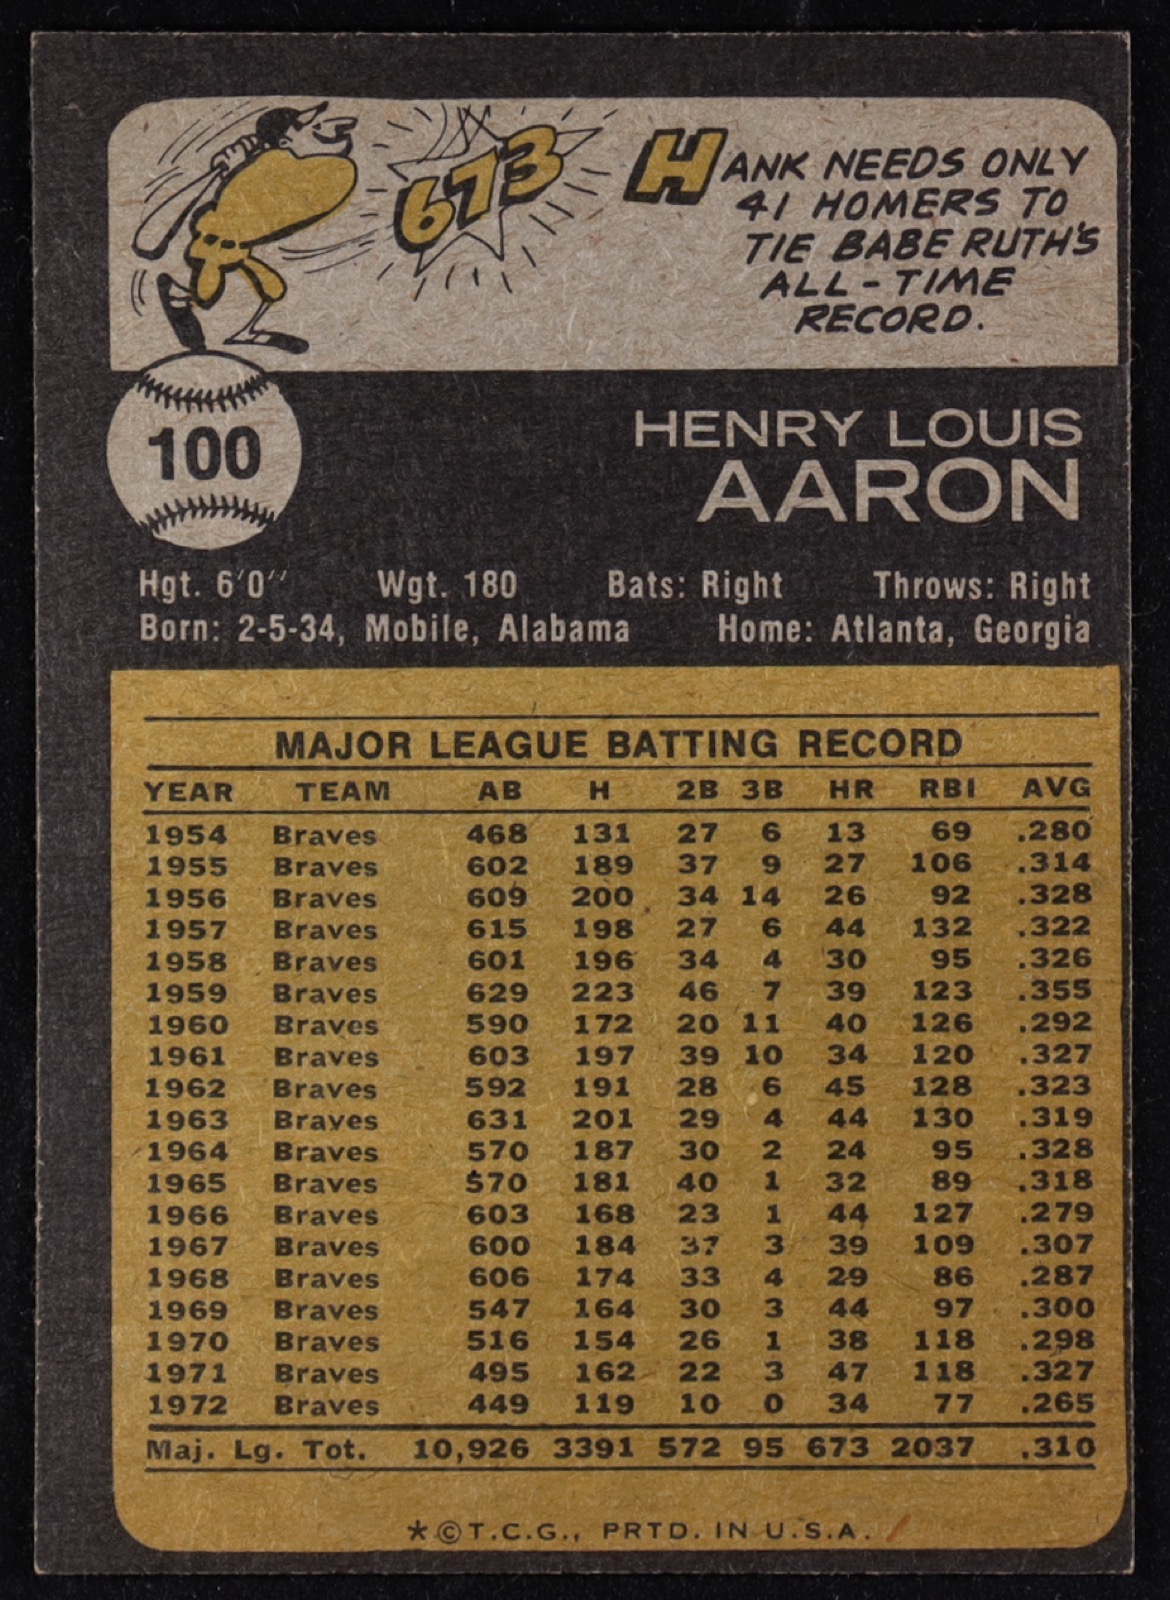 673
HANK NEEDS ONLY
41 HOMERS TO
TIE BABE RUTH'S
ALL-TIME
RECORD.
100
HENRY LOUIS
AARON
Hgt. 6'0" Wgt. 180 Bats: Right Throws: Right
Born: 2-5-34, Mobile, Alabama Home: Atlanta, Georgia
MAJOR LEAGUE BATTING RECORD
YEAR TEAM AB H 2B 3B HR RBI AVG
1954 Braves 468 131 27 6 13 69 .280
1955 Braves 602 189 37 9 27 106 .314
1956 Braves 609 200 34 14 26 92 .328
1957 Braves 615 198 27 6 44 132 .322
1958 Braves 601 196 34 4 30 95 .326
1959 Braves 629 223 46 7 39 123 .355
1960 Braves 590 172 20 11 40 126 .292
1961 Braves 603 197 39 10 34 120 .327
1962 Braves 592 191 28 6 45 128 .323
1963 Braves 631 201 29 4 44 130 .319
1964 Braves 570 187 30 2 24 95 .328
1965 Braves 570 181 40 1 32 89 .318
1966 Braves 603 168 23 1 44 127 .279
1967 Braves 600 184 37 3 39 109 .307
1968 Braves 606 174 33 4 29 86 .287
1969 Braves 547 164 30 3 44 97 .300
1970 Braves 516 154 26 1 38 118 .298
1971 Braves 495 162 22 3 47 118 .327
1972 Braves 449 119 10 0 34 77 .265
Maj. Lg. Tot. 10,926 3391 572 95 673 2037 .310
*©T.C.G., PRTD. IN U.S.A.